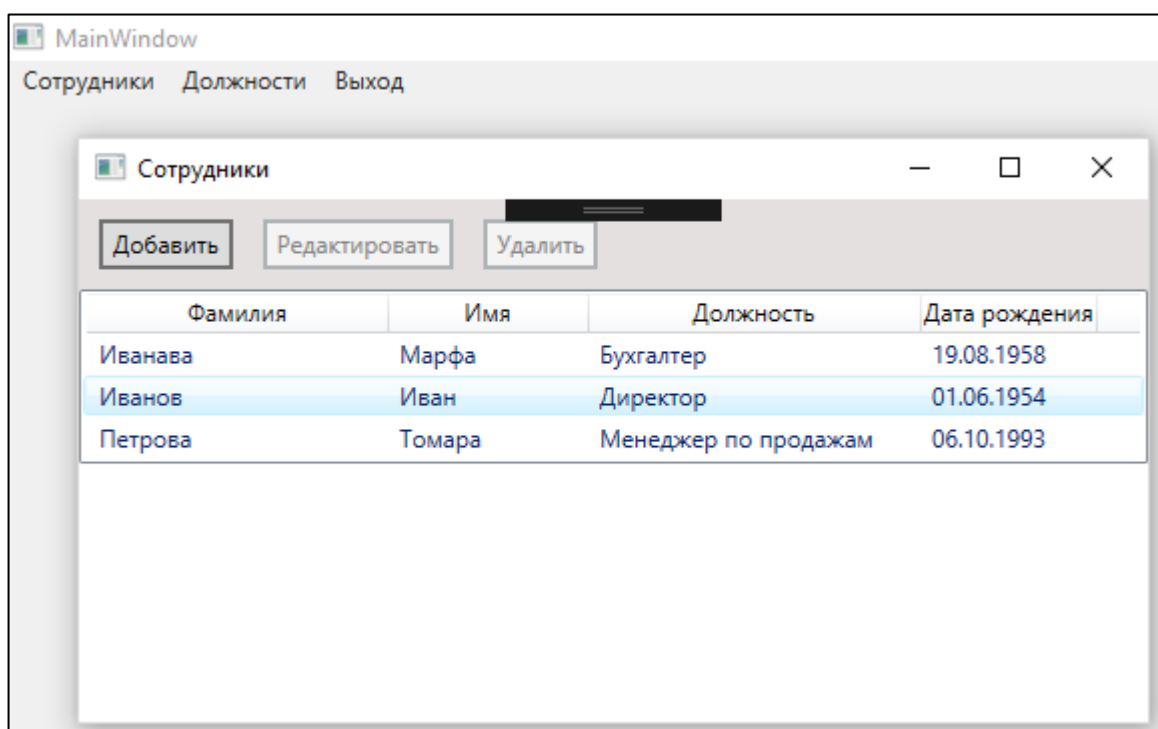 MainWindow
Сотрудники Должности Выход
Сотрудники
Добавить Редактировать Удалить
Фамилия Имя Должность Дата рождения
Иванава Марфа Бухгалтер 19.08.1958
Иванов Иван Директор 01.06.1954
Петрова Томара Менеджер по продажам 06.10.1993